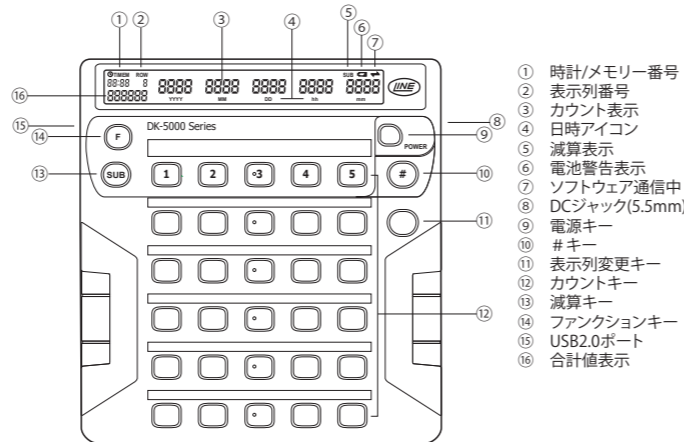 ① ② ③ ④ ⑤ ⑥ ⑦
TIMEM ROW SUB
88:88 8 8888 8888 8888 8888 8888
888888 YYYY MM DD hh mm
LINE
⑯
⑮
⑭ F DK-5000 Series POWER ⑧
⑨
⑬ SUB 1 2 3 4 5 # ⑩
⑪
⑫
① 時計/メモリー番号
② 表示列番号
③ カウント表示
④ 日時アイコン
⑤ 減算表示
⑥ 電池警告表示
⑦ ソフトウェア通信中
⑧ DCジャック(5.5mm)
⑨ 電源キー
⑩ #キー
⑪ 表示列変更キー
⑫ カウントキー
⑬ 減算キー
⑭ ファンクションキー
⑮ USB2.0ポート
⑯ 合計値表示